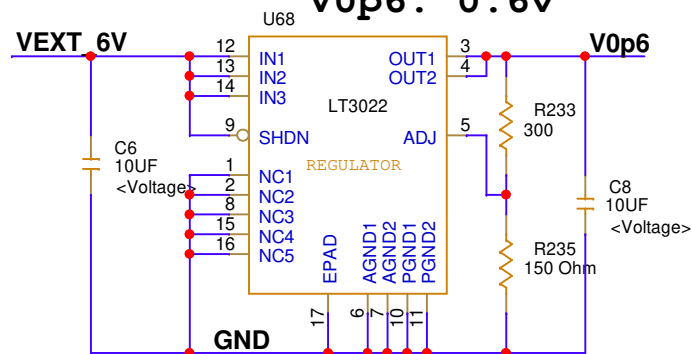 V0p6: 0.6V
U68
VEXT_6V
V0p6
12 IN1
13 IN2
14 IN3
9 SHDN
1 NC1
2 NC2
8 NC3
15 NC4
16 NC5
OUT1 3
OUT2 4
LT3022
ADJ 5
REGULATOR
EPAD AGND1 AGND2 PGND1 PGND2
17 6 7 10 11
C6
10UF
<Voltage>
R233
300
R235
150 Ohm
C8
10UF
<Voltage>
GND